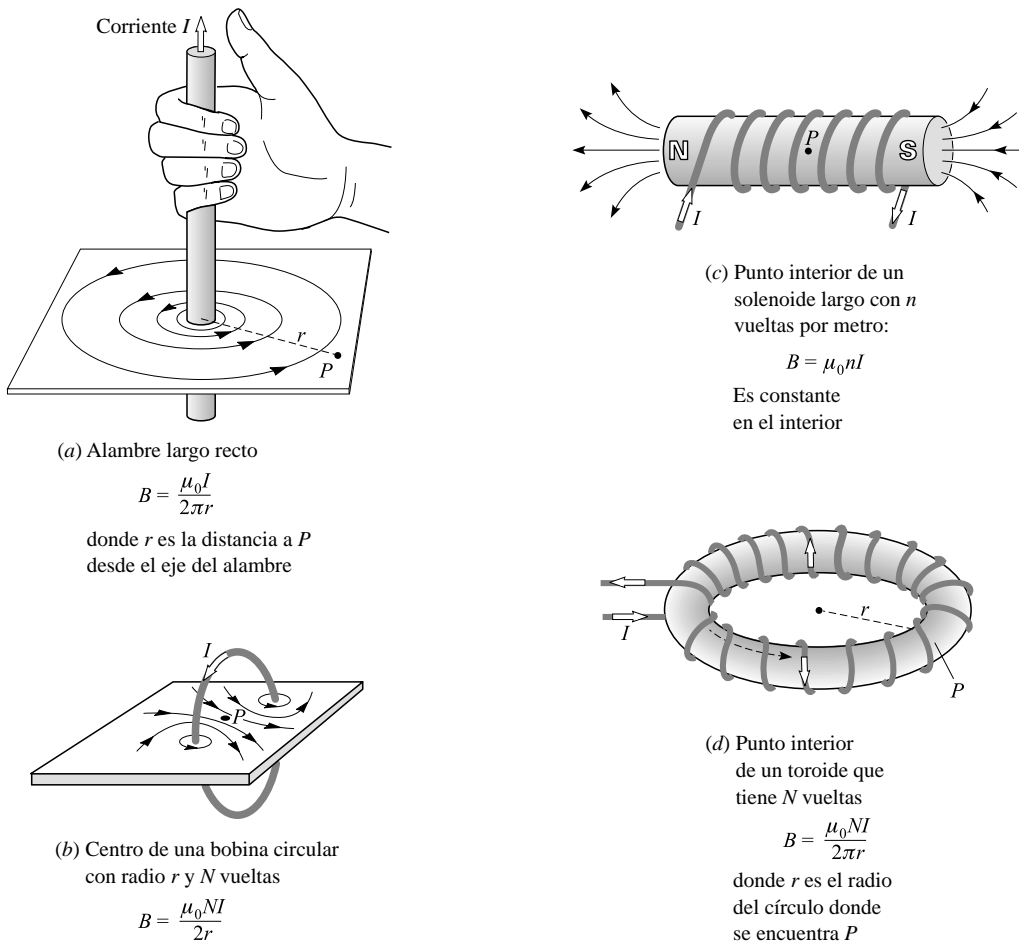 Corriente I
r
P
(a) Alambre largo recto
B = μ₀I / 2πr
donde r es la distancia a P
desde el eje del alambre
I
P
(b) Centro de una bobina circular
con radio r y N vueltas
B = μ₀NI / 2r
N
P
S
I
I
(c) Punto interior de un
solenoide largo con n
vueltas por metro:
B = μ₀nI
Es constante
en el interior
I
r
P
(d) Punto interior
de un toroide que
tiene N vueltas
B = μ₀NI / 2πr
donde r es el radio
del círculo donde
se encuentra P